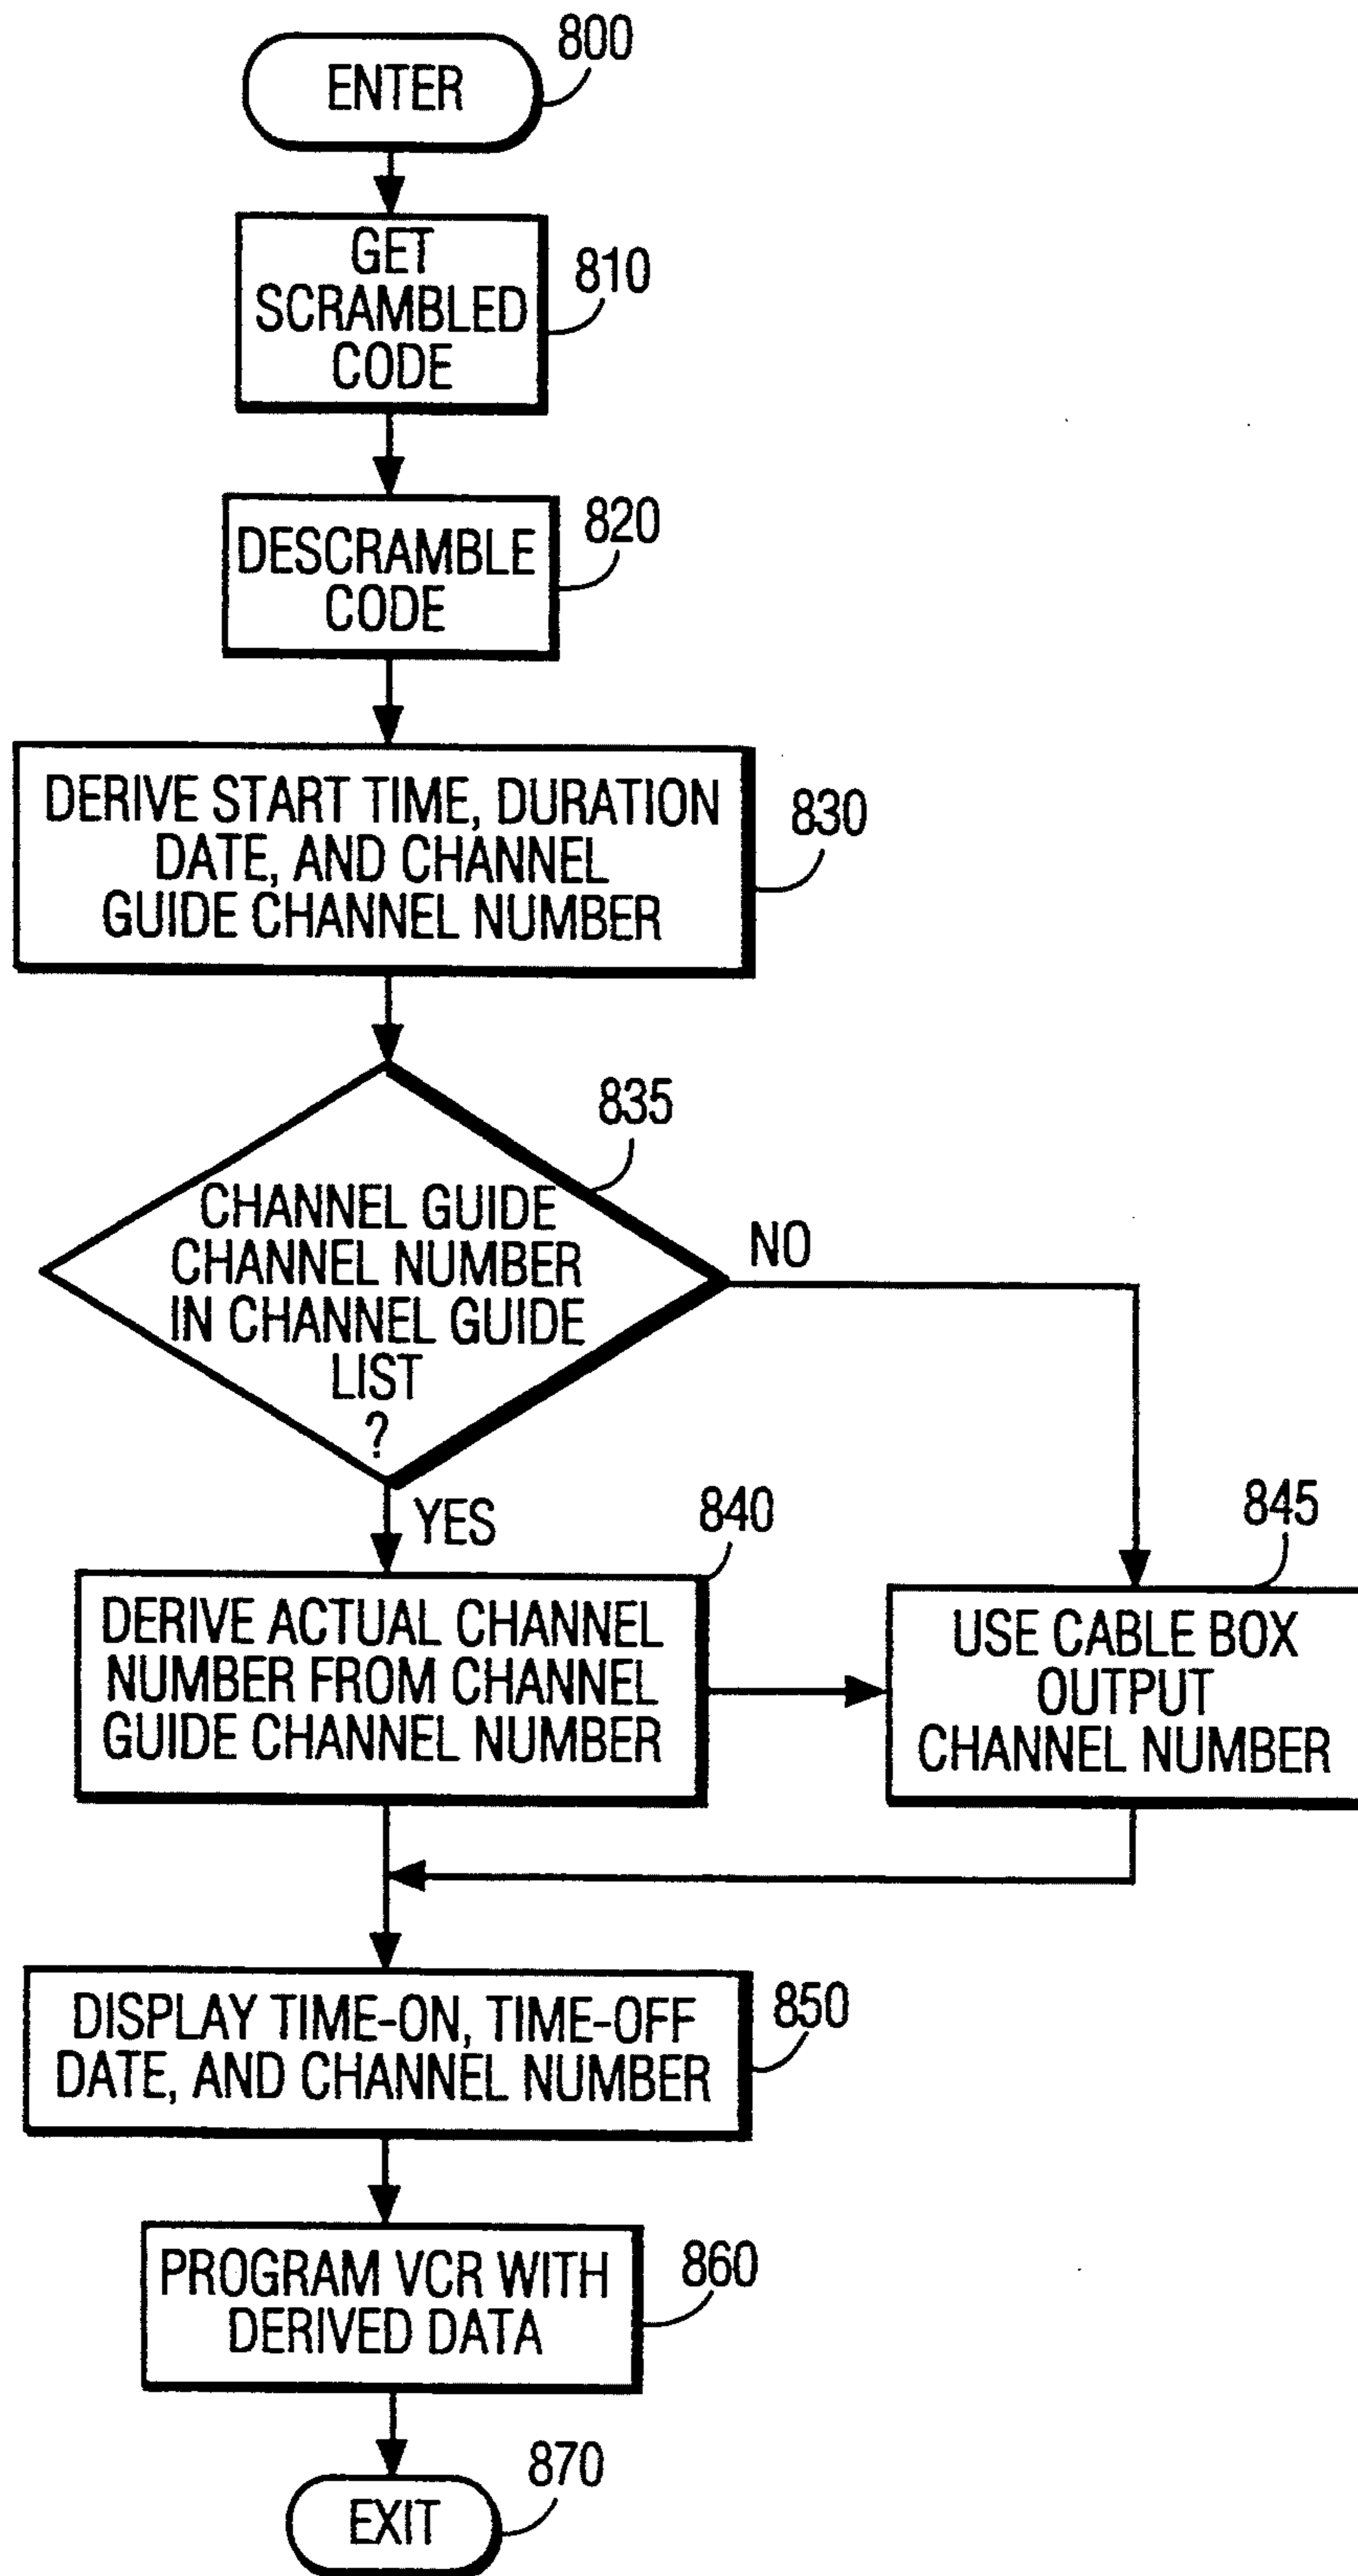 800
ENTER
GET
SCRAMBLED
CODE
810
DESCRAMBLE
CODE
820
DERIVE START TIME, DURATION
DATE, AND CHANNEL
GUIDE CHANNEL NUMBER
830
835
CHANNEL GUIDE
CHANNEL NUMBER
IN CHANNEL GUIDE
LIST
?
NO
YES
840
DERIVE ACTUAL CHANNEL
NUMBER FROM CHANNEL
GUIDE CHANNEL NUMBER
845
USE CABLE BOX
OUTPUT
CHANNEL NUMBER
DISPLAY TIME-ON, TIME-OFF
DATE, AND CHANNEL NUMBER
850
PROGRAM VCR WITH
DERIVED DATA
860
870
EXIT